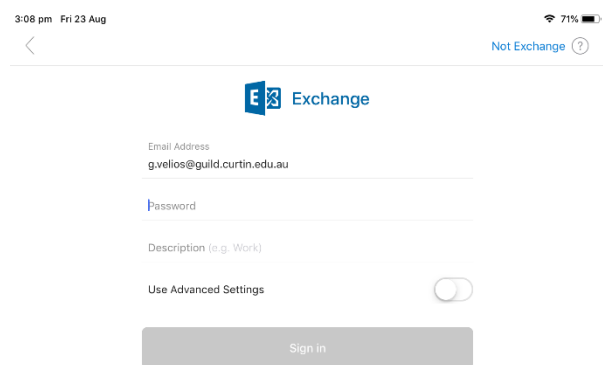 3:08 pm Fri 23 Aug 71%
Not Exchange ?
E Exchange
Email Address
g.velios@guild.curtin.edu.au
Password
Description (e.g. Work)
Use Advanced Settings
Sign in